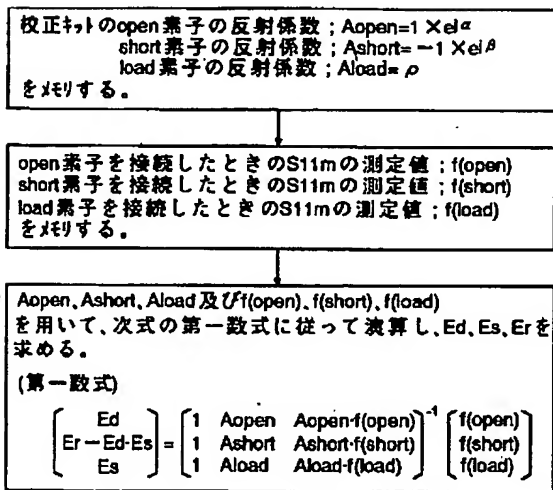 校正キットのopen素子の反射係数；Aopen=1×ejα
short素子の反射係数；Ashort=－1×ejβ
load素子の反射係数；Aload=ρ
をメモリする。
open素子を接続したときのS11mの測定値；f(open)
short素子を接続したときのS11mの測定値；f(short)
load素子を接続したときのS11mの測定値；f(load)
をメモリする。
Aopen、Ashort、Aload及びf(open)、f(short)、f(load)
を用いて、次式の第一数式に従って演算し、Ed、Es、Erを
求める。
(第一数式)
Ed 1 Aopen Aopen·f(open) -1 f(open)
Er－Ed·Es = 1 Ashort Ashort·f(short) f(short)
Es 1 Aload Aload·f(load) f(load)